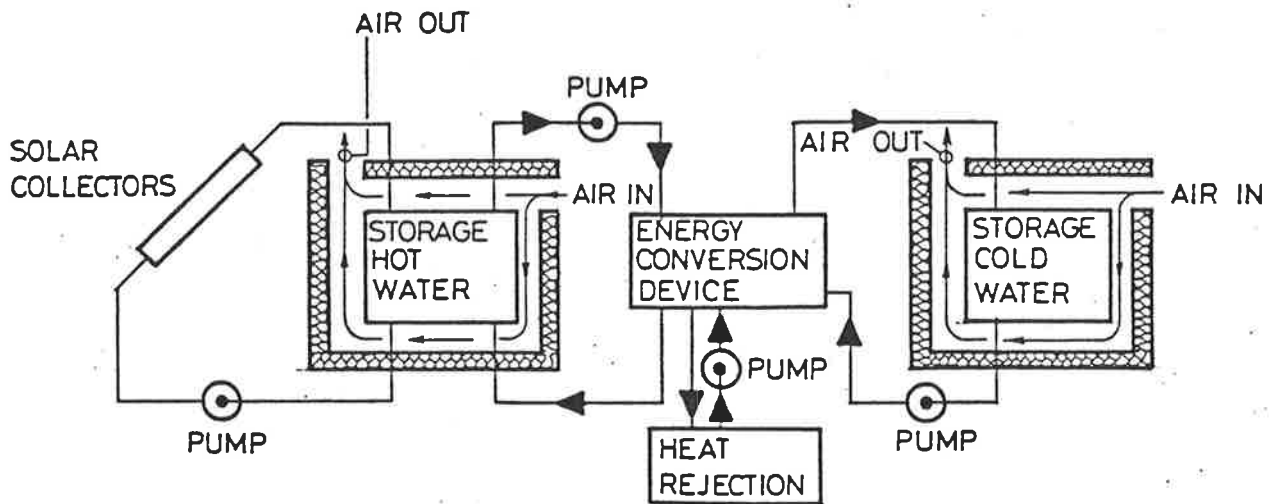 AIR OUT
PUMP
SOLAR
COLLECTORS
AIR OUT
AIR IN
AIR IN
STORAGE
HOT
WATER
ENERGY
CONVERSION
DEVICE
STORAGE
COLD
WATER
PUMP
PUMP
PUMP
HEAT
REJECTION